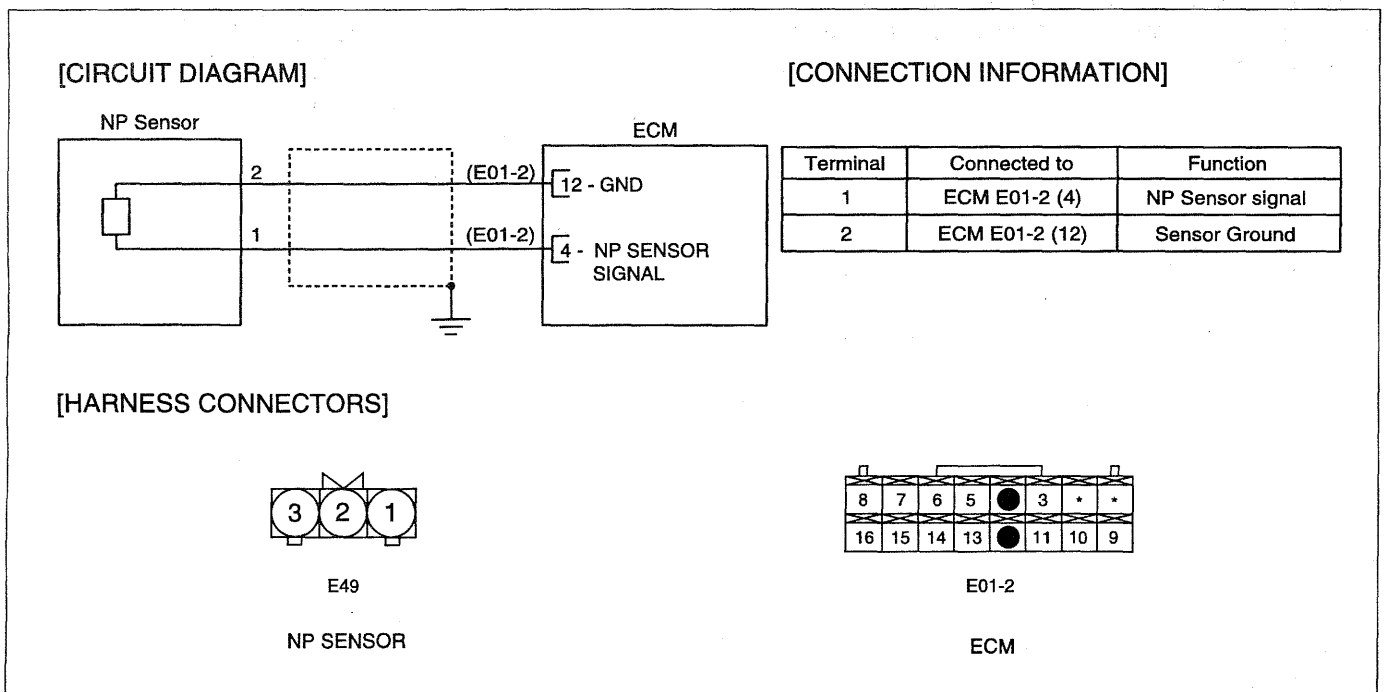 [CIRCUIT DIAGRAM]
[CONNECTION INFORMATION]
NP Sensor
ECM
2
(E01-2)
12 - GND
1
(E01-2)
4 - NP SENSOR
SIGNAL
Terminal Connected to Function
1 ECM E01-2 (4) NP Sensor signal
2 ECM E01-2 (12) Sensor Ground
[HARNESS CONNECTORS]
3 2 1
E49
NP SENSOR
8 7 6 5 3 * *
16 15 14 13 11 10 9
E01-2
ECM